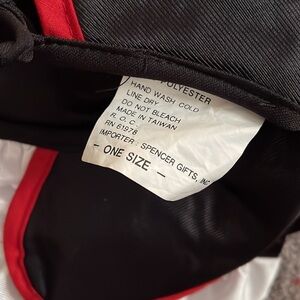 POLYESTER
HAND WASH COLD
LINE DRY
DO NOT BLEACH
MADE IN TAIWAN
R. O. C.
RN 61978
IMPORTER: SPENCER GIFTS, INC
- ONE SIZE -